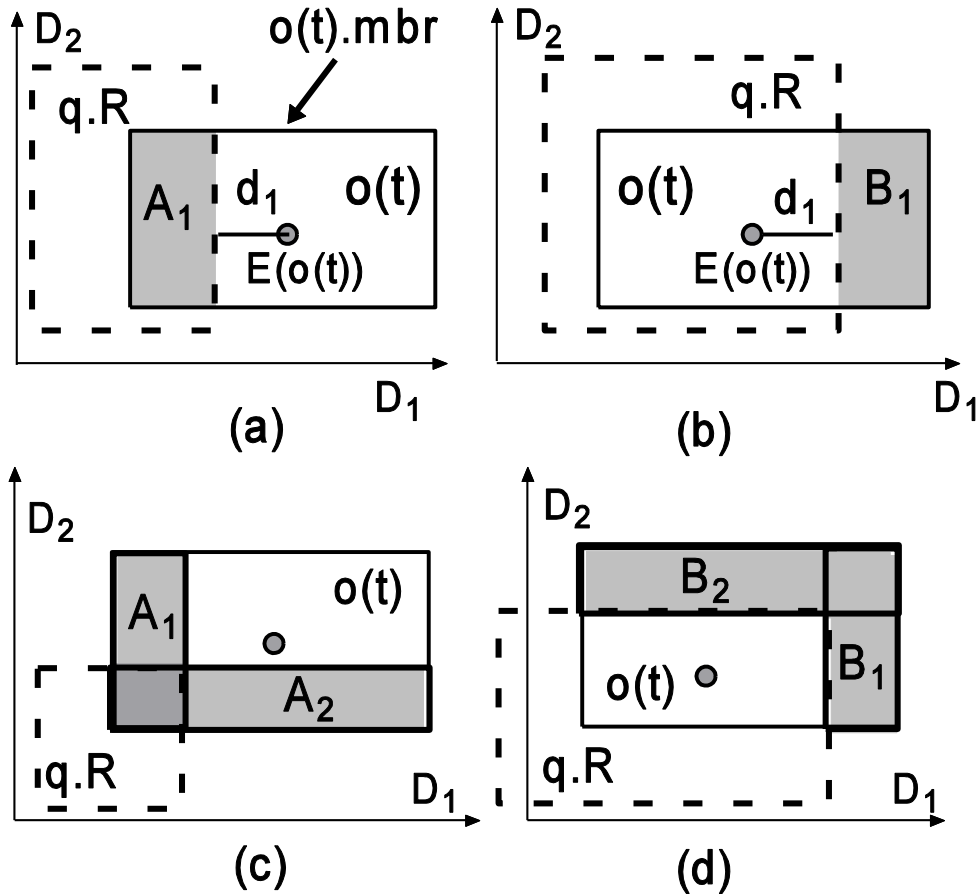 D₂
o(t).mbr
q.R
A₁
d₁
o(t)
E(o(t))
D₁
(a)
D₂
q.R
o(t)
d₁
B₁
E(o(t))
D₁
(b)
D₂
o(t)
A₁
A₂
q.R
D₁
(c)
D₂
B₂
o(t)
B₁
q.R
D₁
(d)